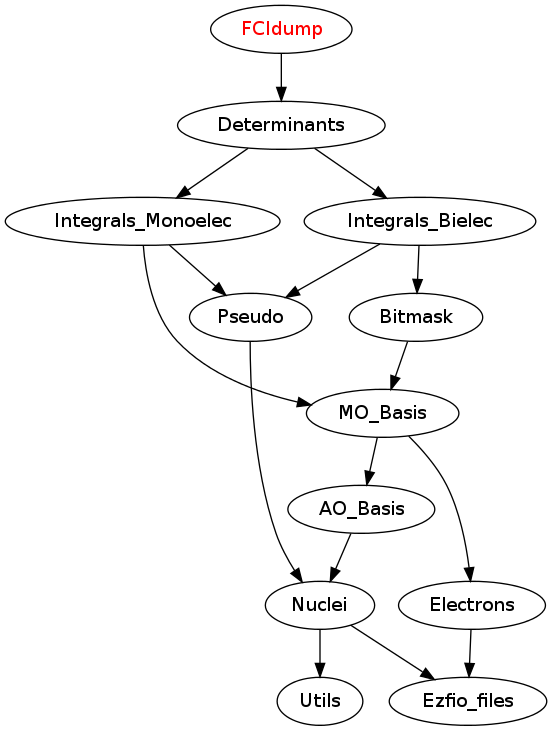 FCIdump
Determinants
Integrals_Monoelec
Integrals_Bielec
Pseudo
Bitmask
MO_Basis
AO_Basis
Nuclei
Electrons
Utils
Ezfio_files